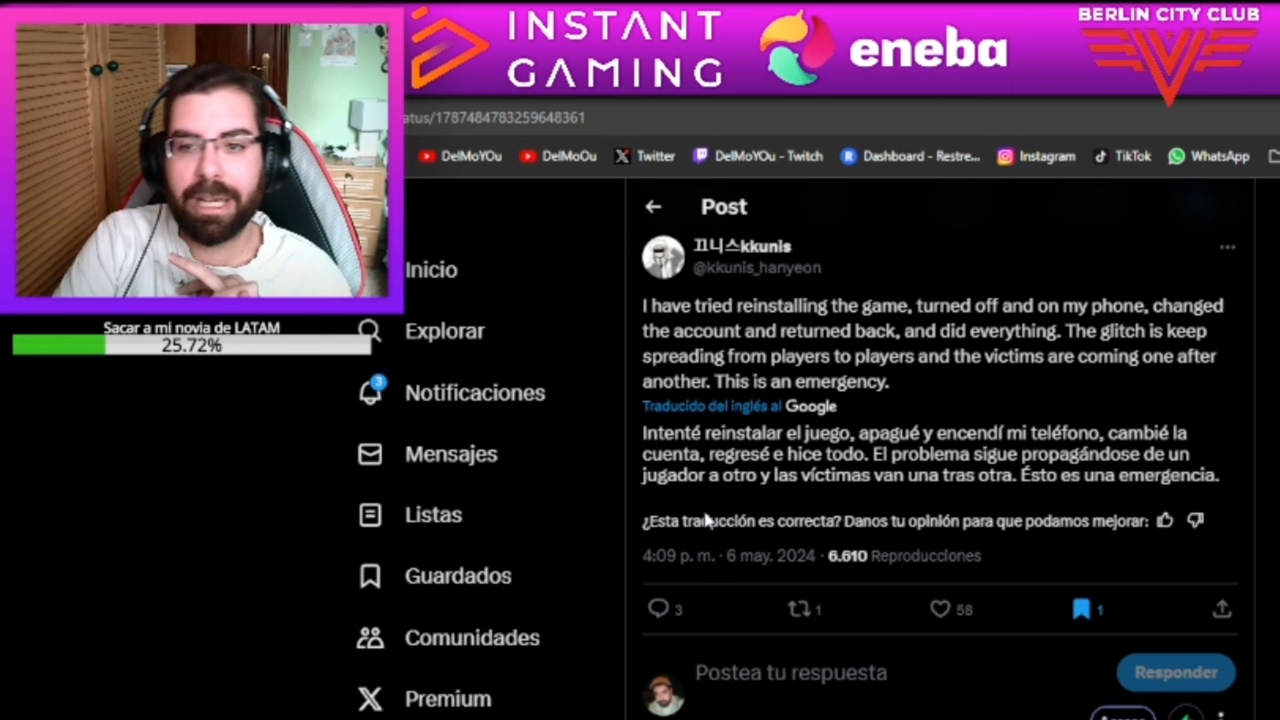 INSTANT
GAMING
eneba
BERLIN CITY CLUB
atus/1787484783259648361
DelMoYOu
DelMoOu
Twitter
DelMoYOu - Twitch
Dashboard - Restre...
Instagram
TikTok
WhatsApp
Sacar a mi novia de LATAM
25.72%
Inicio
Explorar
3
Notificaciones
Mensajes
Listas
Guardados
Comunidades
Premium
Post
끄니스kkunis
@kkunis_hanyeon
I have tried reinstalling the game, turned off and on my phone, changed
the account and returned back, and did everything. The glitch is keep
spreading from players to players and the victims are coming one after
another. This is an emergency.
Traducido del inglés al Google
Intenté reinstalar el juego, apagué y encendí mi teléfono, cambié la
cuenta, regresé e hice todo. El problema sigue propagándose de un
jugador a otro y las víctimas van una tras otra. Ésto es una emergencia.
¿Esta traducción es correcta? Danos tu opinión para que podamos mejorar:
4:09 p. m. · 6 may. 2024 · 6.610 Reproducciones
3 1 58 1
Postea tu respuesta
Responder